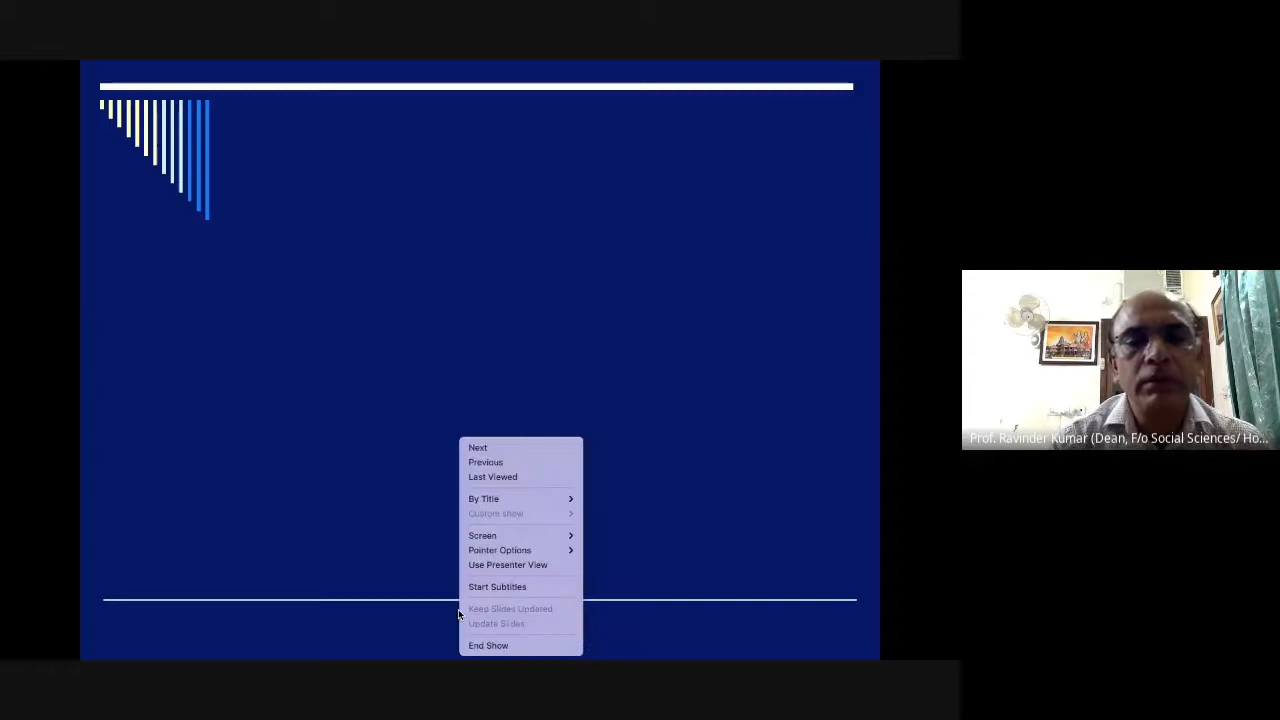 Next
Previous
Last Viewed
By Title
Custom show
Screen
Pointer Options
Use Presenter View
Start Subtitles
Keep Slides Updated
Update Slides
End Show
Prof. Ravinder Kumar (Dean, F/o Social Sciences/ Ho...